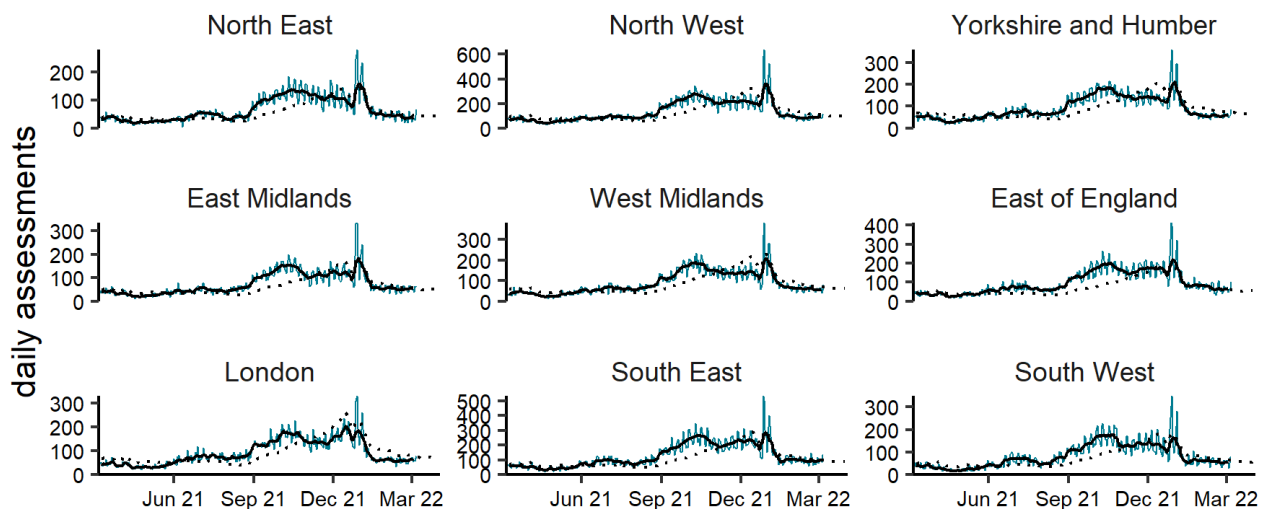 daily assessments
North East
200
100
0
North West
600
400
200
0
Yorkshire and Humber
300
200
100
0
East Midlands
300
200
100
0
West Midlands
300
200
100
0
East of England
400
300
200
100
0
London
300
200
100
0
South East
500
400
300
200
100
0
South West
300
200
100
0
Jun 21 Sep 21 Dec 21 Mar 22
Jun 21 Sep 21 Dec 21 Mar 22
Jun 21 Sep 21 Dec 21 Mar 22